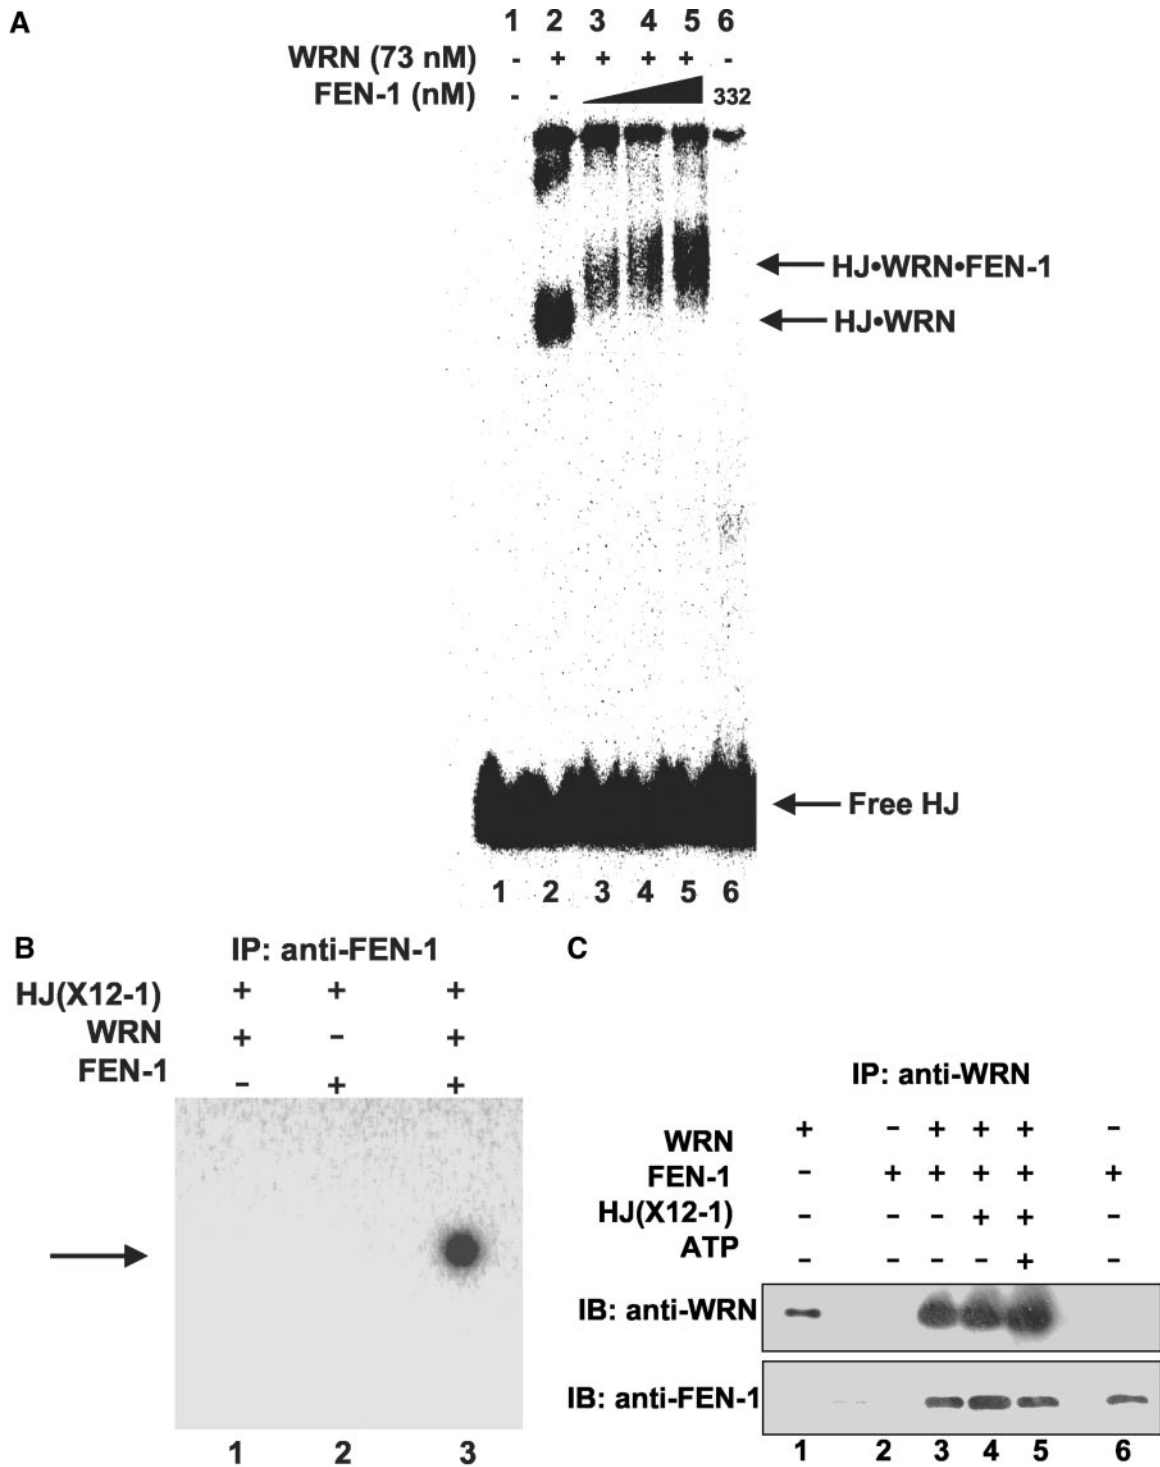 A
1 2 3 4 5 6
WRN (73 nM) - + + + + -
FEN-1 (nM) - - 332
HJ•WRN•FEN-1
HJ•WRN
Free HJ
1 2 3 4 5 6
B
IP: anti-FEN-1
HJ(X12-1) + + +
WRN + - +
FEN-1 - + +
1 2 3
C
IP: anti-WRN
WRN + - + + + -
FEN-1 - + + + + +
HJ(X12-1) - - - + + -
ATP - - - - + -
IB: anti-WRN
IB: anti-FEN-1
1 2 3 4 5 6